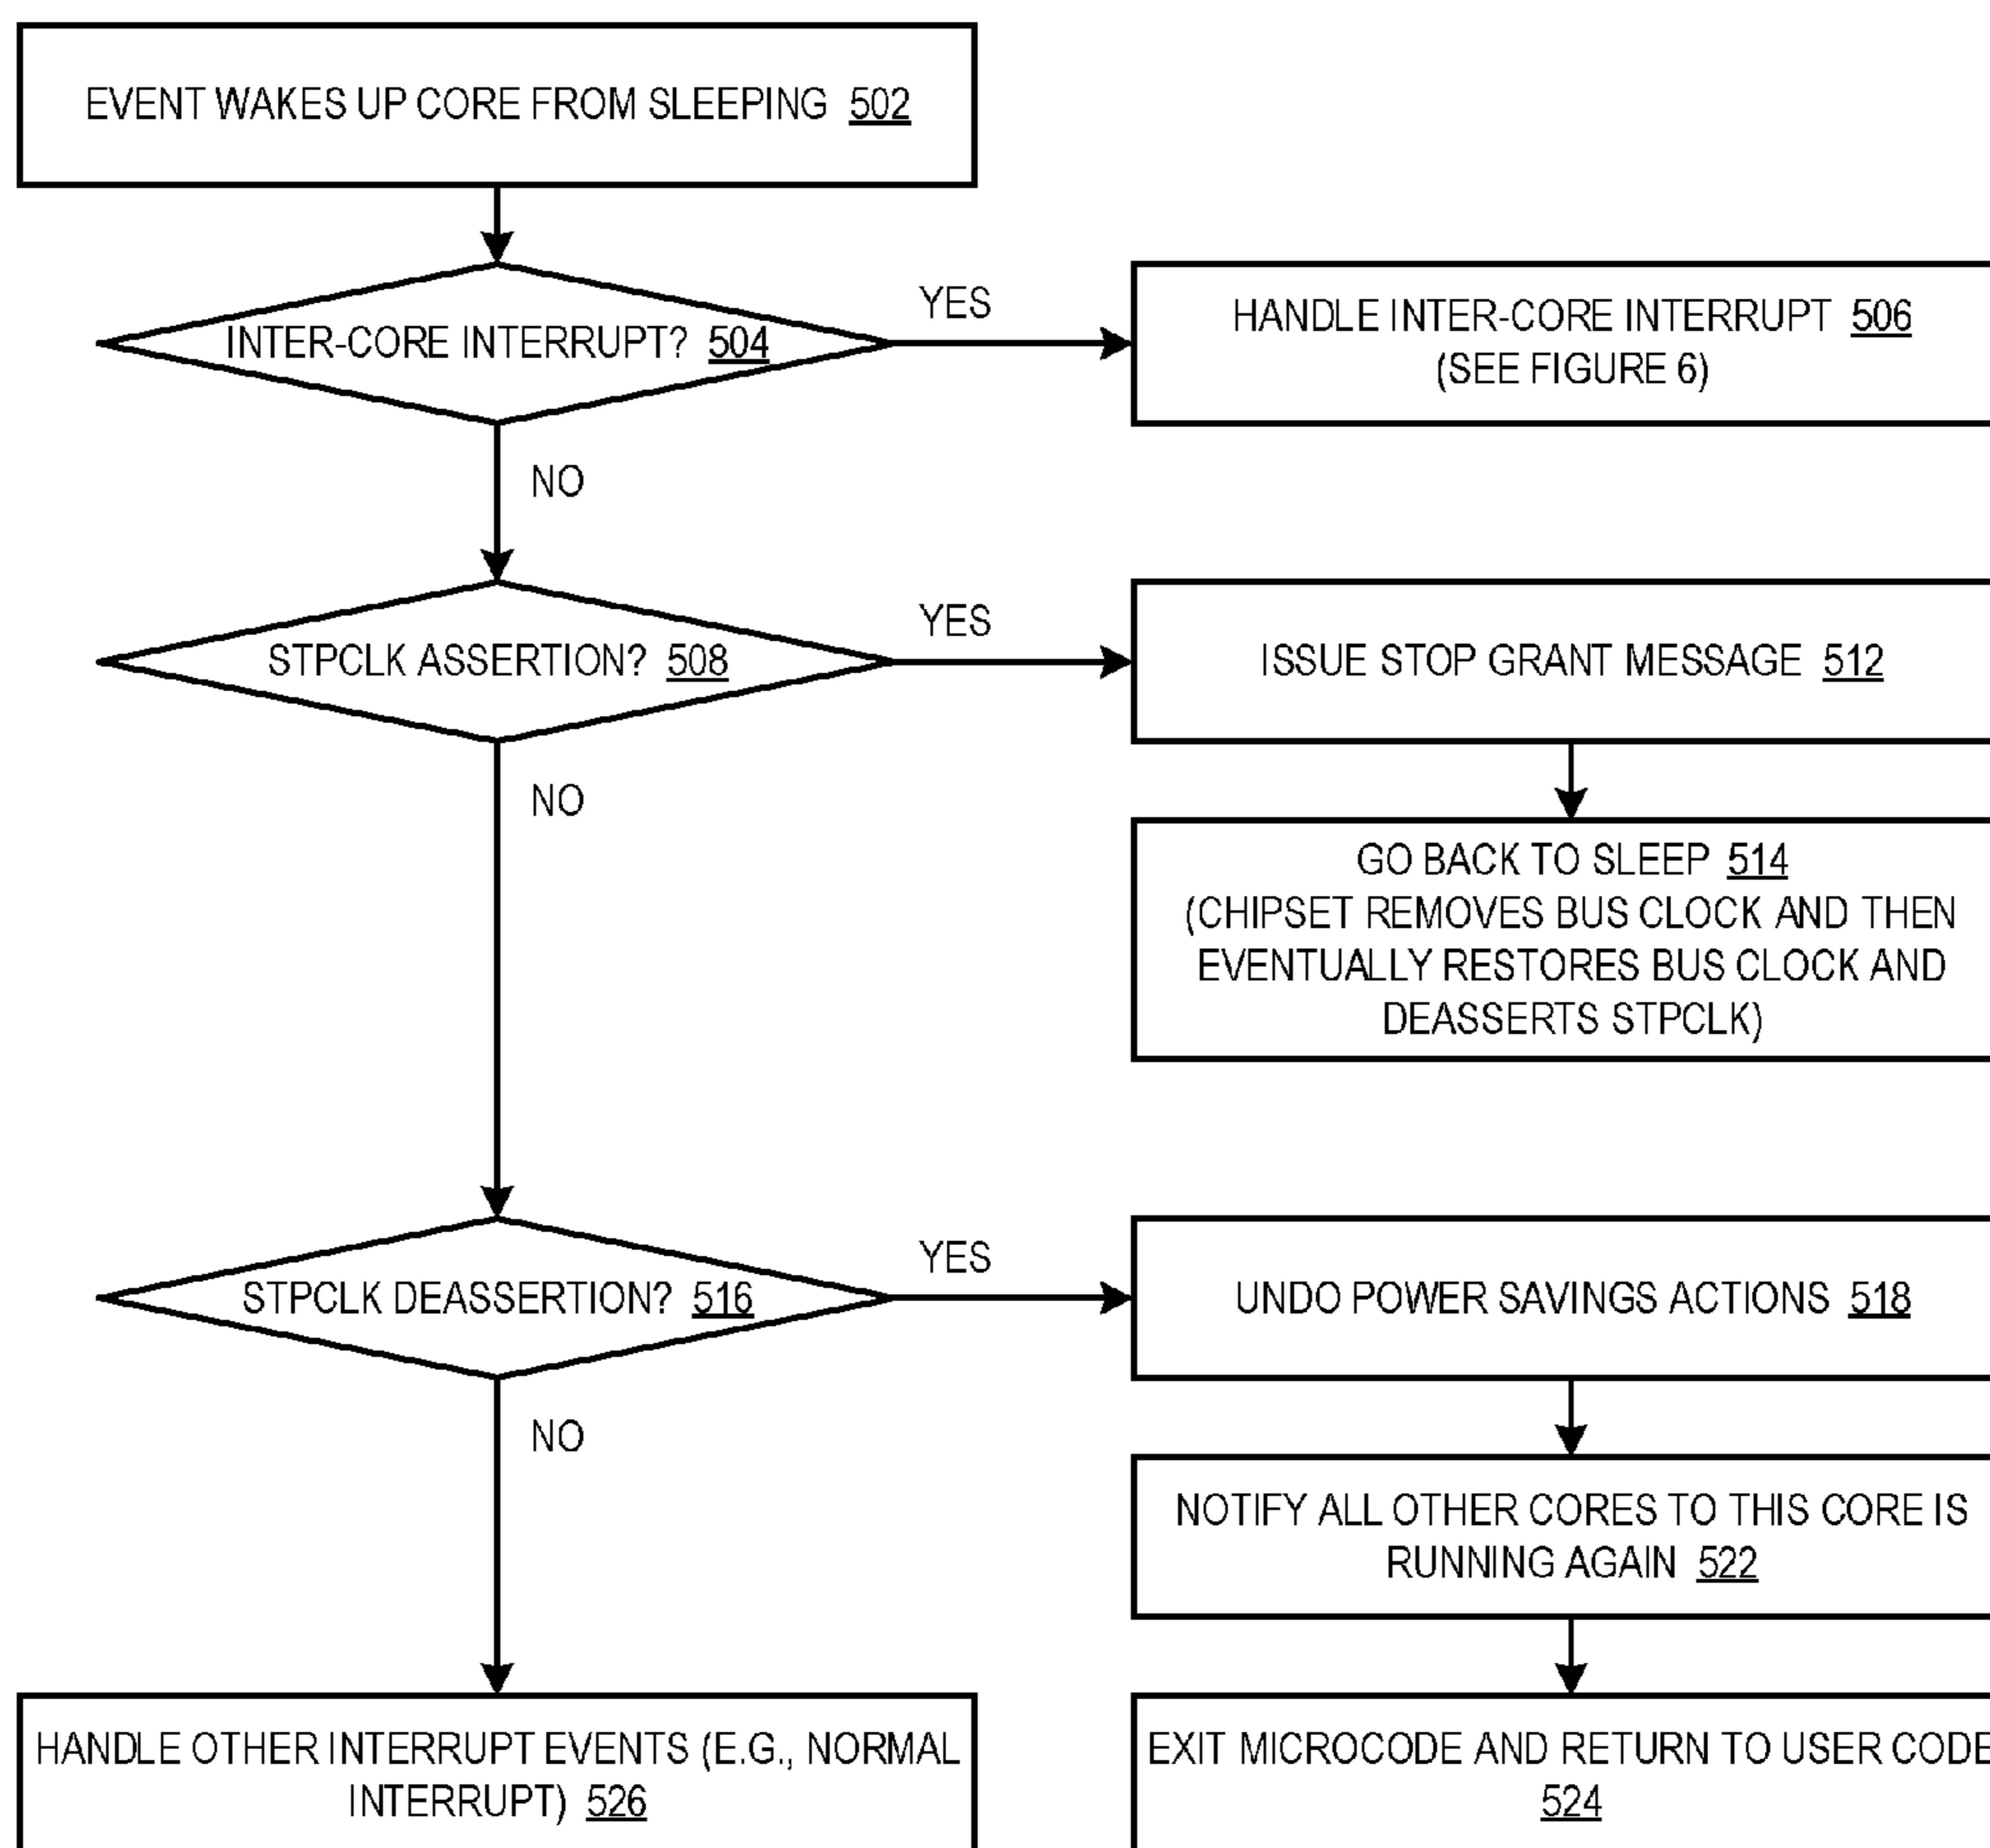 EVENT WAKES UP CORE FROM SLEEPING 502
INTER-CORE INTERRUPT? 504
YES
HANDLE INTER-CORE INTERRUPT 506
(SEE FIGURE 6)
NO
STPCLK ASSERTION? 508
YES
ISSUE STOP GRANT MESSAGE 512
NO
GO BACK TO SLEEP 514
(CHIPSET REMOVES BUS CLOCK AND THEN
EVENTUALLY RESTORES BUS CLOCK AND
DEASSERTS STPCLK)
STPCLK DEASSERTION? 516
YES
UNDO POWER SAVINGS ACTIONS 518
NO
NOTIFY ALL OTHER CORES TO THIS CORE IS
RUNNING AGAIN 522
HANDLE OTHER INTERRUPT EVENTS (E.G., NORMAL
INTERRUPT) 526
EXIT MICROCODE AND RETURN TO USER CODE
524